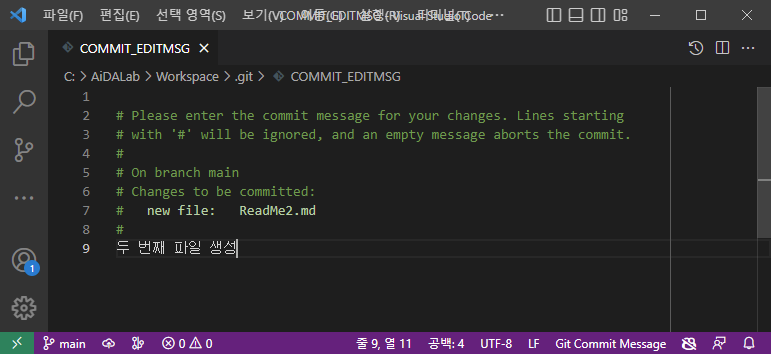 파일(F) 편집(E) 선택 영역(S) 보기(V)
COMMIT_EDITMSG
C: > AiDALab > Workspace > .git > COMMIT_EDITMSG
1
2 # Please enter the commit message for your changes. Lines starting
3 # with '#' will be ignored, and an empty message aborts the commit.
4 #
5 # On branch main
6 # Changes to be committed:
7 #   new file:   ReadMe2.md
8 #
9 두 번째 파일 생성
1
main 0 0 줄 9, 열 11 공백: 4 UTF-8 LF Git Commit Message